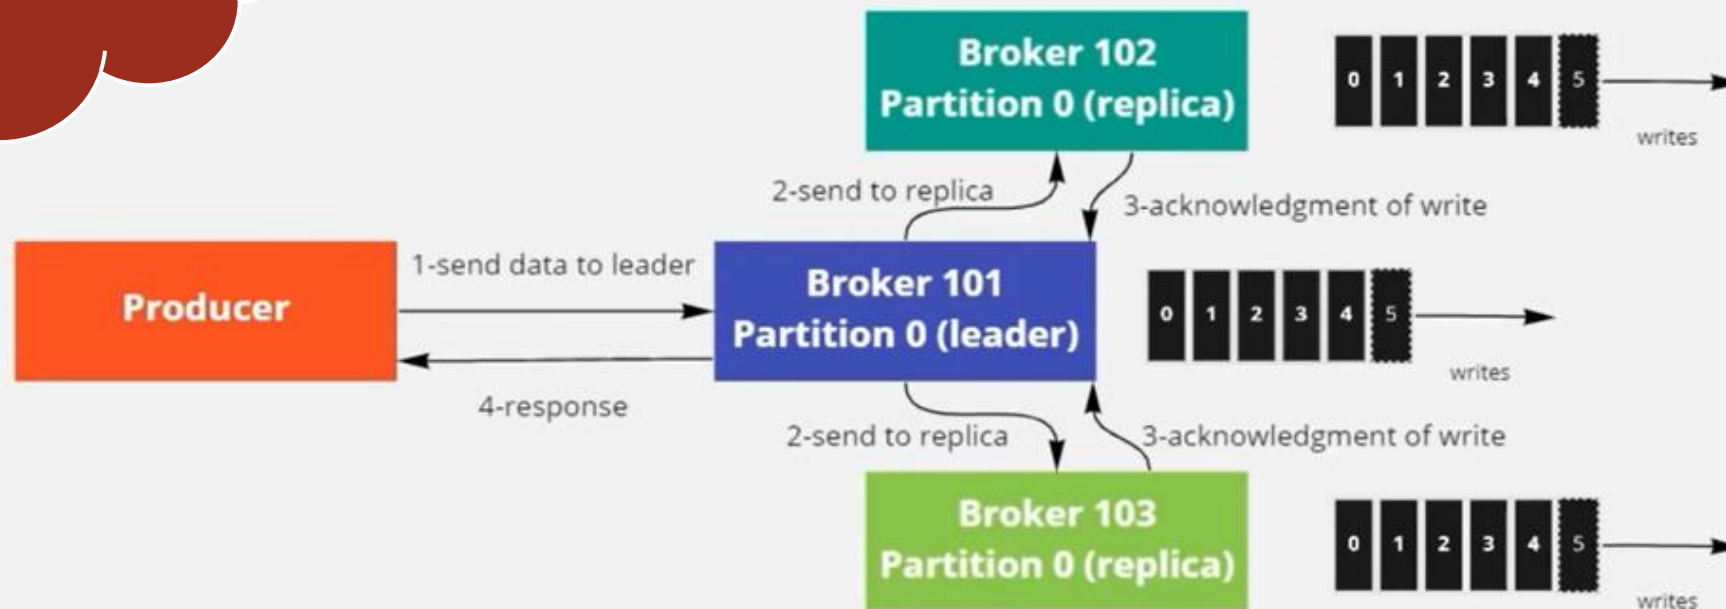 Broker 102
Partition 0 (replica)
0 1 2 3 4 5
writes
2-send to replica
3-acknowledgment of write
Producer
1-send data to leader
4-response
Broker 101
Partition 0 (leader)
0 1 2 3 4 5
writes
2-send to replica
3-acknowledgment of write
Broker 103
Partition 0 (replica)
0 1 2 3 4 5
writes